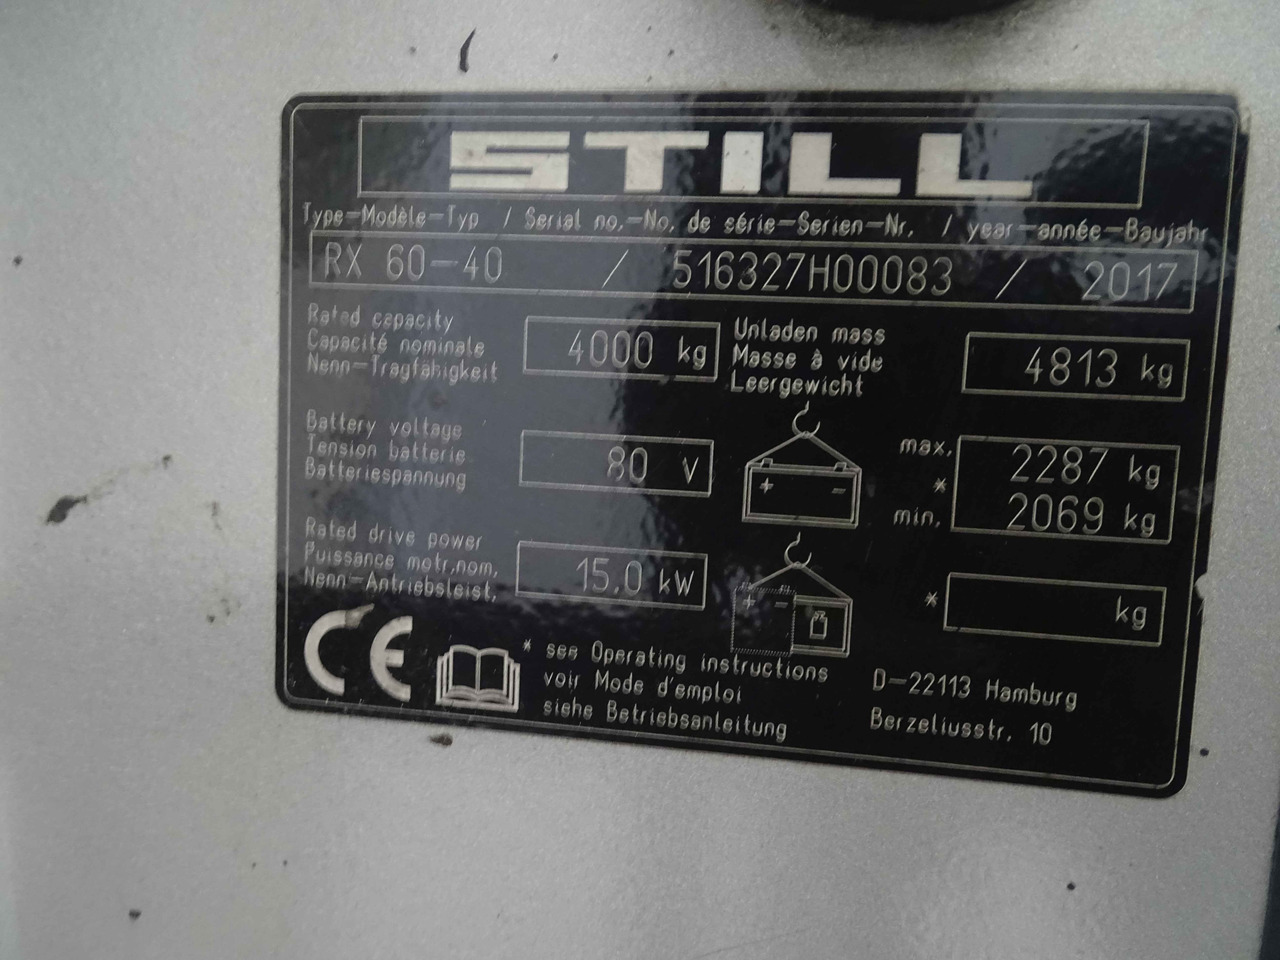 STILL
Type-Modèle-Typ / Serial no.-No. de série-Serien-Nr. / year-année-Baujahr
RX 60-40 / 516327H00083 / 2017
Rated capacity
Capacité nominale
Nenn-Tragfähigkeit
4000 kg
Unladen mass
Masse à vide
Leergewicht
4813 kg
Battery voltage
Tension batterie
Batteriespannung
80 V
+ -
max.
*
min.
2287 kg
2069 kg
Rated drive power
Puissance motr.nom.
Nenn-Antriebsleist.
15.0 kW
+ -
*
kg
CE
* see Operating instructions
voir Mode d'emploi
siehe Betriebsanleitung
D-22113 Hamburg
Berzeliusstr. 10